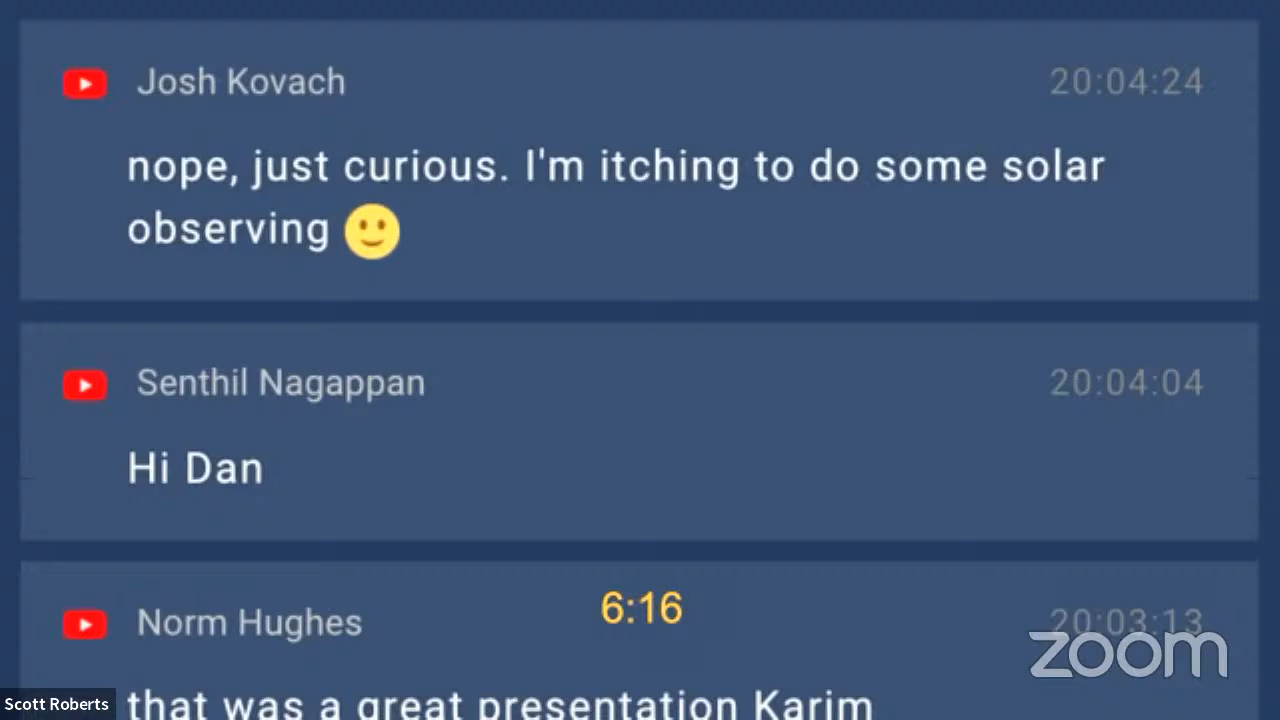 Josh Kovach 20:04:24
nope, just curious. I'm itching to do some solar
observing 🙂
Senthil Nagappan 20:04:04
Hi Dan
6:16
Norm Hughes 20:03:13
zoom
Scott Roberts
that was a great presentation Karim